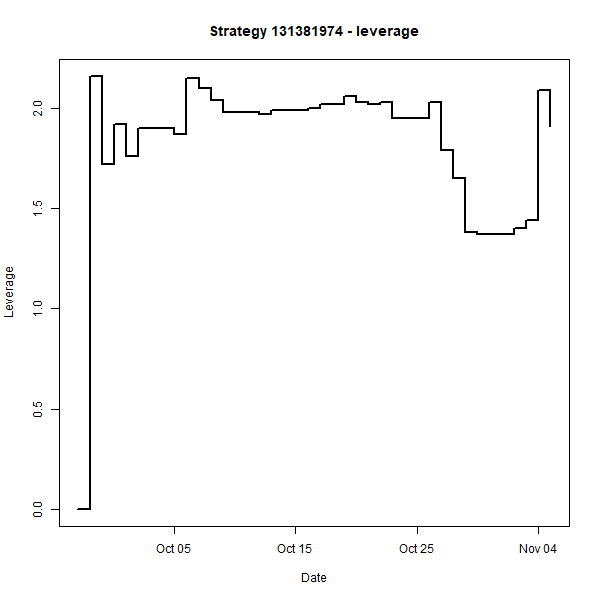 Strategy 131381974 - leverage
Leverage
2.0
1.5
1.0
0.5
0.0
Oct 05
Oct 15
Oct 25
Nov 04
Date